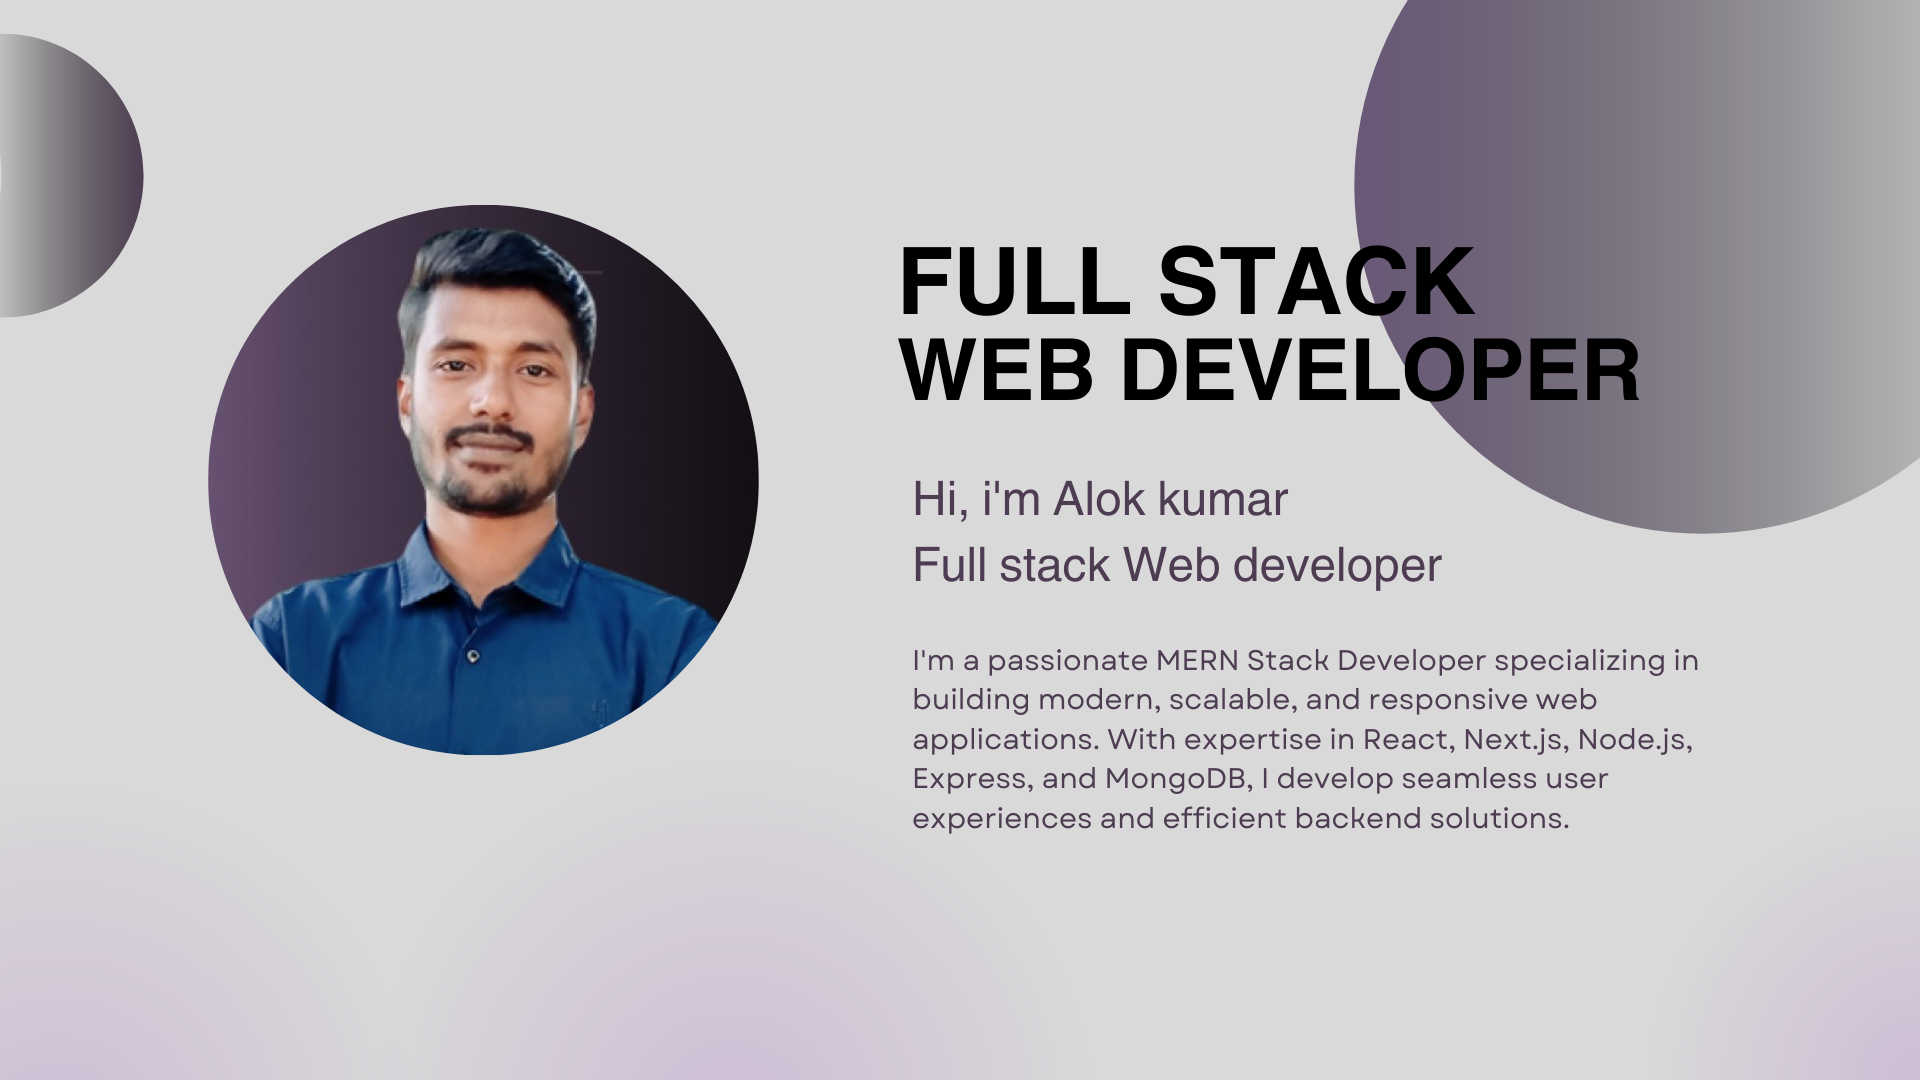 FULL STACK
WEB DEVELOPER
Hi, i'm Alok kumar
Full stack Web developer
I'm a passionate MERN Stack Developer specializing in
building modern, scalable, and responsive web
applications. With expertise in React, Next.js, Node.js,
Express, and MongoDB, I develop seamless user
experiences and efficient backend solutions.